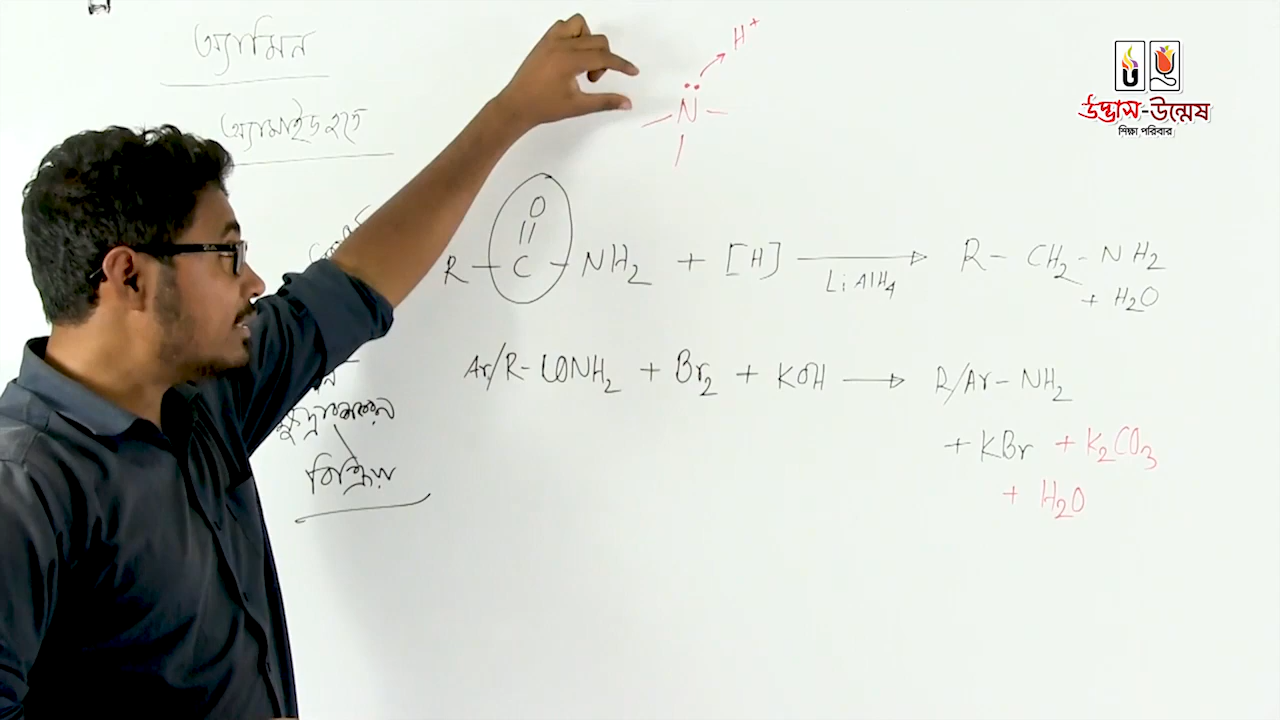 অ্যামিন
অ্যামাইড হতে
H⁺
N
উদ্ভাস-উন্মেষ
শিক্ষা পরিবার
O
||
R - C - NH₂ + [H] ⟶ R - CH₂ - NH₂
LiAlH₄
+ H₂O
Ar/R - CONH₂ + Br₂ + KOH ⟶ R/Ar - NH₂
+ KBr + K₂CO₃
+ H₂O